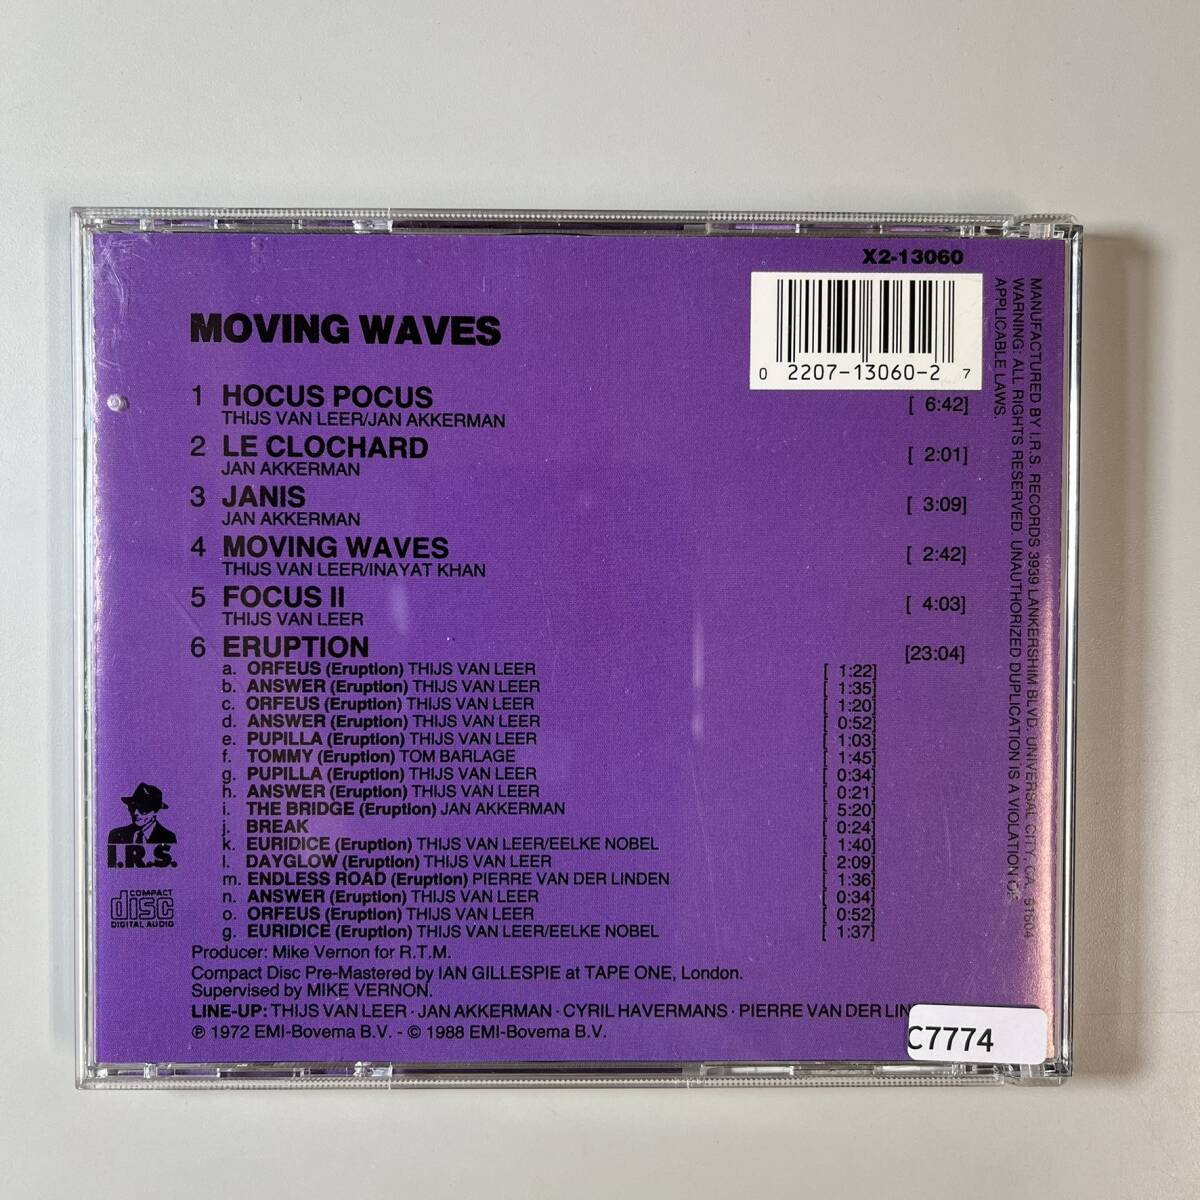 X2-13060
0 2207-13060-2 7
MOVING WAVES
1 HOCUS POCUS [ 6:42]
THIJS VAN LEER/JAN AKKERMAN
2 LE CLOCHARD [ 2:01]
JAN AKKERMAN
3 JANIS [ 3:09]
JAN AKKERMAN
4 MOVING WAVES [ 2:42]
THIJS VAN LEER/INAYAT KHAN
5 FOCUS II [ 4:03]
THIJS VAN LEER
6 ERUPTION [23:04]
a. ORFEUS (Eruption) THIJS VAN LEER [ 1:22]
b. ANSWER (Eruption) THIJS VAN LEER [ 1:35]
c. ORFEUS (Eruption) THIJS VAN LEER [ 1:20]
d. ANSWER (Eruption) THIJS VAN LEER [ 0:52]
e. PUPILLA (Eruption) THIJS VAN LEER [ 1:03]
f. TOMMY (Eruption) TOM BARLAGE [ 1:45]
g. PUPILLA (Eruption) THIJS VAN LEER [ 0:34]
h. ANSWER (Eruption) THIJS VAN LEER [ 0:21]
i. THE BRIDGE (Eruption) JAN AKKERMAN [ 5:20]
j. BREAK [ 0:24]
k. EURIDICE (Eruption) THIJS VAN LEER/EELKE NOBEL [ 1:40]
l. DAYGLOW (Eruption) THIJS VAN LEER [ 2:09]
m. ENDLESS ROAD (Eruption) PIERRE VAN DER LINDEN [ 1:36]
n. ANSWER (Eruption) THIJS VAN LEER [ 0:34]
o. ORFEUS (Eruption) THIJS VAN LEER [ 0:52]
g. EURIDICE (Eruption) THIJS VAN LEER/EELKE NOBEL [ 1:37]
I.R.S.
COMPACT
disc
DIGITAL AUDIO
Producer: Mike Vernon for R.T.M.
Compact Disc Pre-Mastered by IAN GILLESPIE at TAPE ONE, London.
Supervised by MIKE VERNON.
LINE-UP: THIJS VAN LEER · JAN AKKERMAN · CYRIL HAVERMANS · PIERRE VAN DER LIN
℗ 1972 EMI-Bovema B.V. - © 1988 EMI-Bovema B.V.
C7774
MANUFACTURED BY I.R.S. RECORDS 3939 LANKERSHIM BLVD. UNIVERSAL CITY, CA. 91604
WARNING: ALL RIGHTS RESERVED. UNAUTHORIZED DUPLICATION IS A VIOLATION OF
APPLICABLE LAWS.